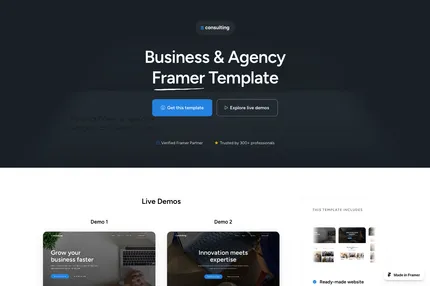 consulting
Business & Agency
Framer Template
Get this template
Explore live demos
Verified Framer Partner
Trusted by 300+ professionals
Live Demos
THIS TEMPLATE INCLUDES
Demo 1
Demo 2
Grow your
business faster
Innovation meets
expertise
Made in Framer
Ready-made website